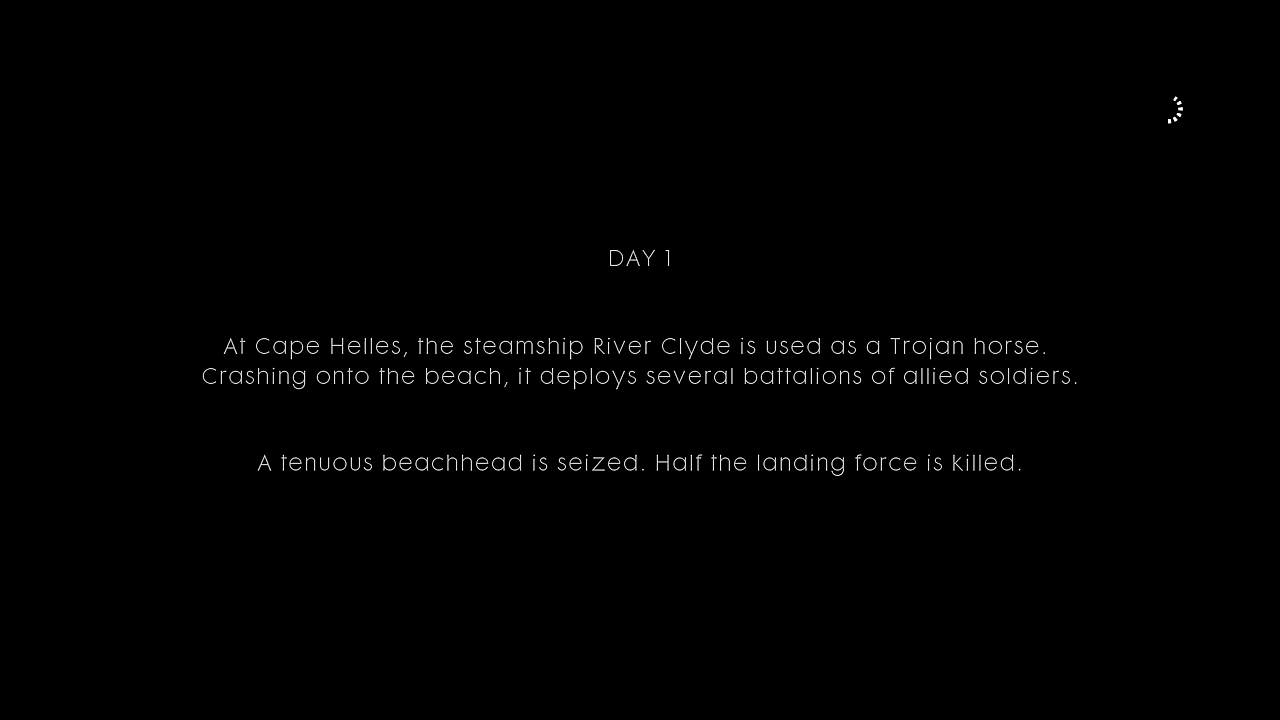 DAY 1
At Cape Helles, the steamship River Clyde is used as a Trojan horse.
Crashing onto the beach, it deploys several battalions of allied soldiers.
A tenuous beachhead is seized. Half the landing force is killed.